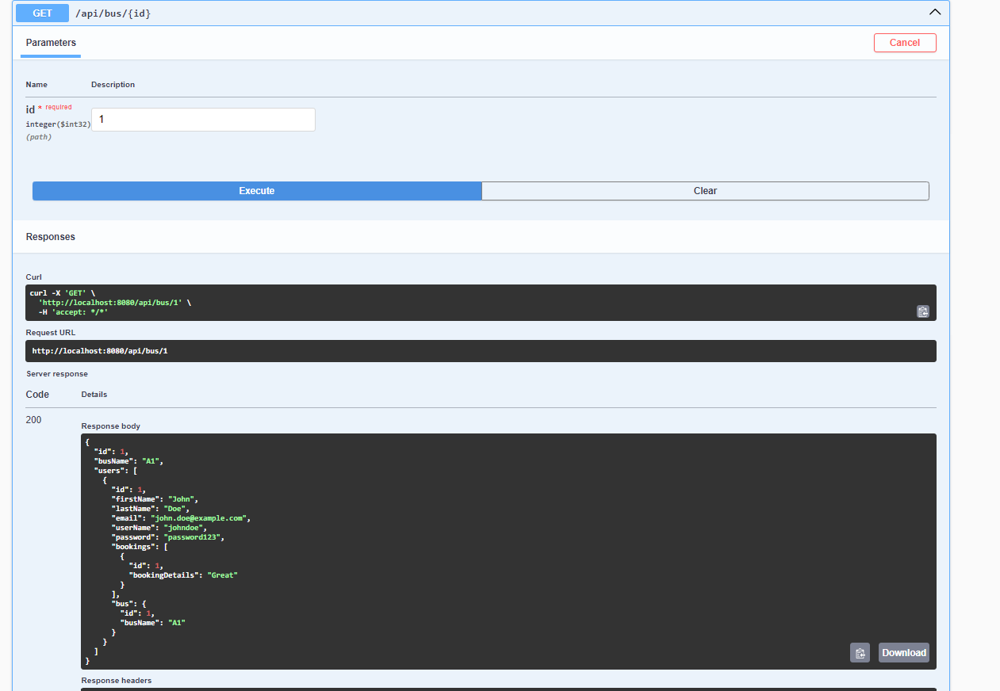 GET /api/bus/{id}
Parameters
Cancel
Name Description
id * required
integer($int32)
(path)
1
Execute Clear
Responses
Curl
curl -X 'GET' \
  'http://localhost:8080/api/bus/1' \
  -H 'accept: */*'
Request URL
http://localhost:8080/api/bus/1
Server response
Code Details
200
Response body
{
  "id": 1,
  "busName": "A1",
  "users": [
    {
      "id": 1,
      "firstName": "John",
      "lastName": "Doe",
      "email": "john.doe@example.com",
      "userName": "johndoe",
      "password": "password123",
      "bookings": [
        {
          "id": 1,
          "bookingDetails": "Great"
        }
      ],
      "bus": {
        "id": 1,
        "busName": "A1"
      }
    }
  ]
}
Download
Response headers